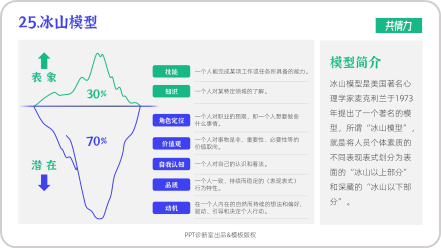 25.冰山模型
共情力
表象
30%
70%
潜在
技能
一个人能完成某项工作或任务所具备的能力。
知识
一个人对某特定领域的了解。
角色定位
一个人对职业的预期，即一个人想要做些
什么事情。
价值观
一个人对事物是非、重要性、必要性等的
价值取向。
自我认知
一个人对自己的认识和看法。
品质
一个人一致、持续而稳定的（表现表式）
行为特性。
动机
在一个人内在的自然而持续的想法和偏好，
驱动、引导和决定个人行动。
模型简介
冰山模型是美国著名心
理学家麦克利兰于1973
年提出了一个著名的模
型，所谓“冰山模型”，
就是将人员个体素质的
不同表现表式划分为表
面的“冰山以上部分”
和深藏的“冰山以下部
分”。
PPT诊断室出品&模板版权